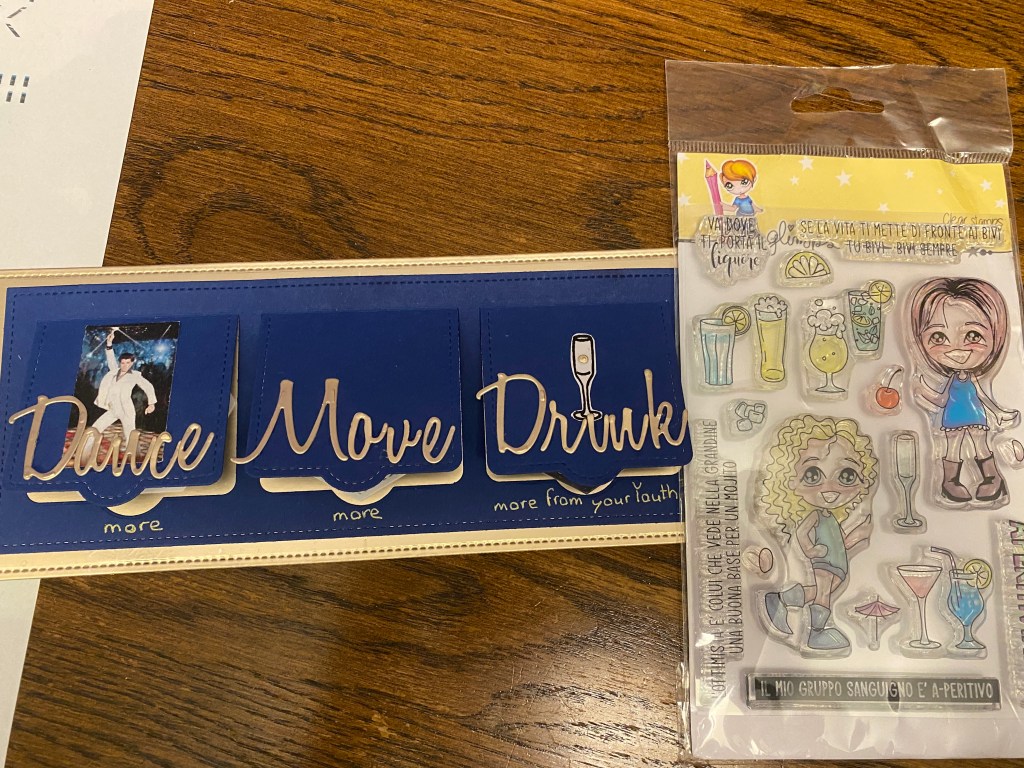 Dance
more
Move
more
Drink
more from your Youth
VA DOVE
TI PORTA IL
liquore
SE LA VITA TI METTE DI FRONTE AI BIVI
TU BIVI BIVI SEMPRE
Clear stamps
OTTIMISTA È COLUI CHE VEDE NELLA GRANDINE
UNA BUONA BASE PER UN MOJITO
IL MIO GRUPPO SANGUIGNO E' A-PERITIVO